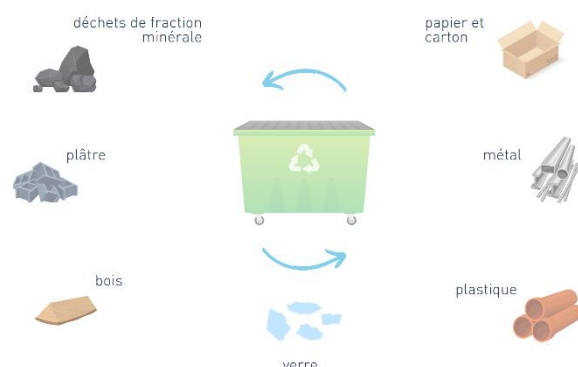 déchets de fraction
minérale
papier et
carton
plâtre
métal
bois
plastique
verre